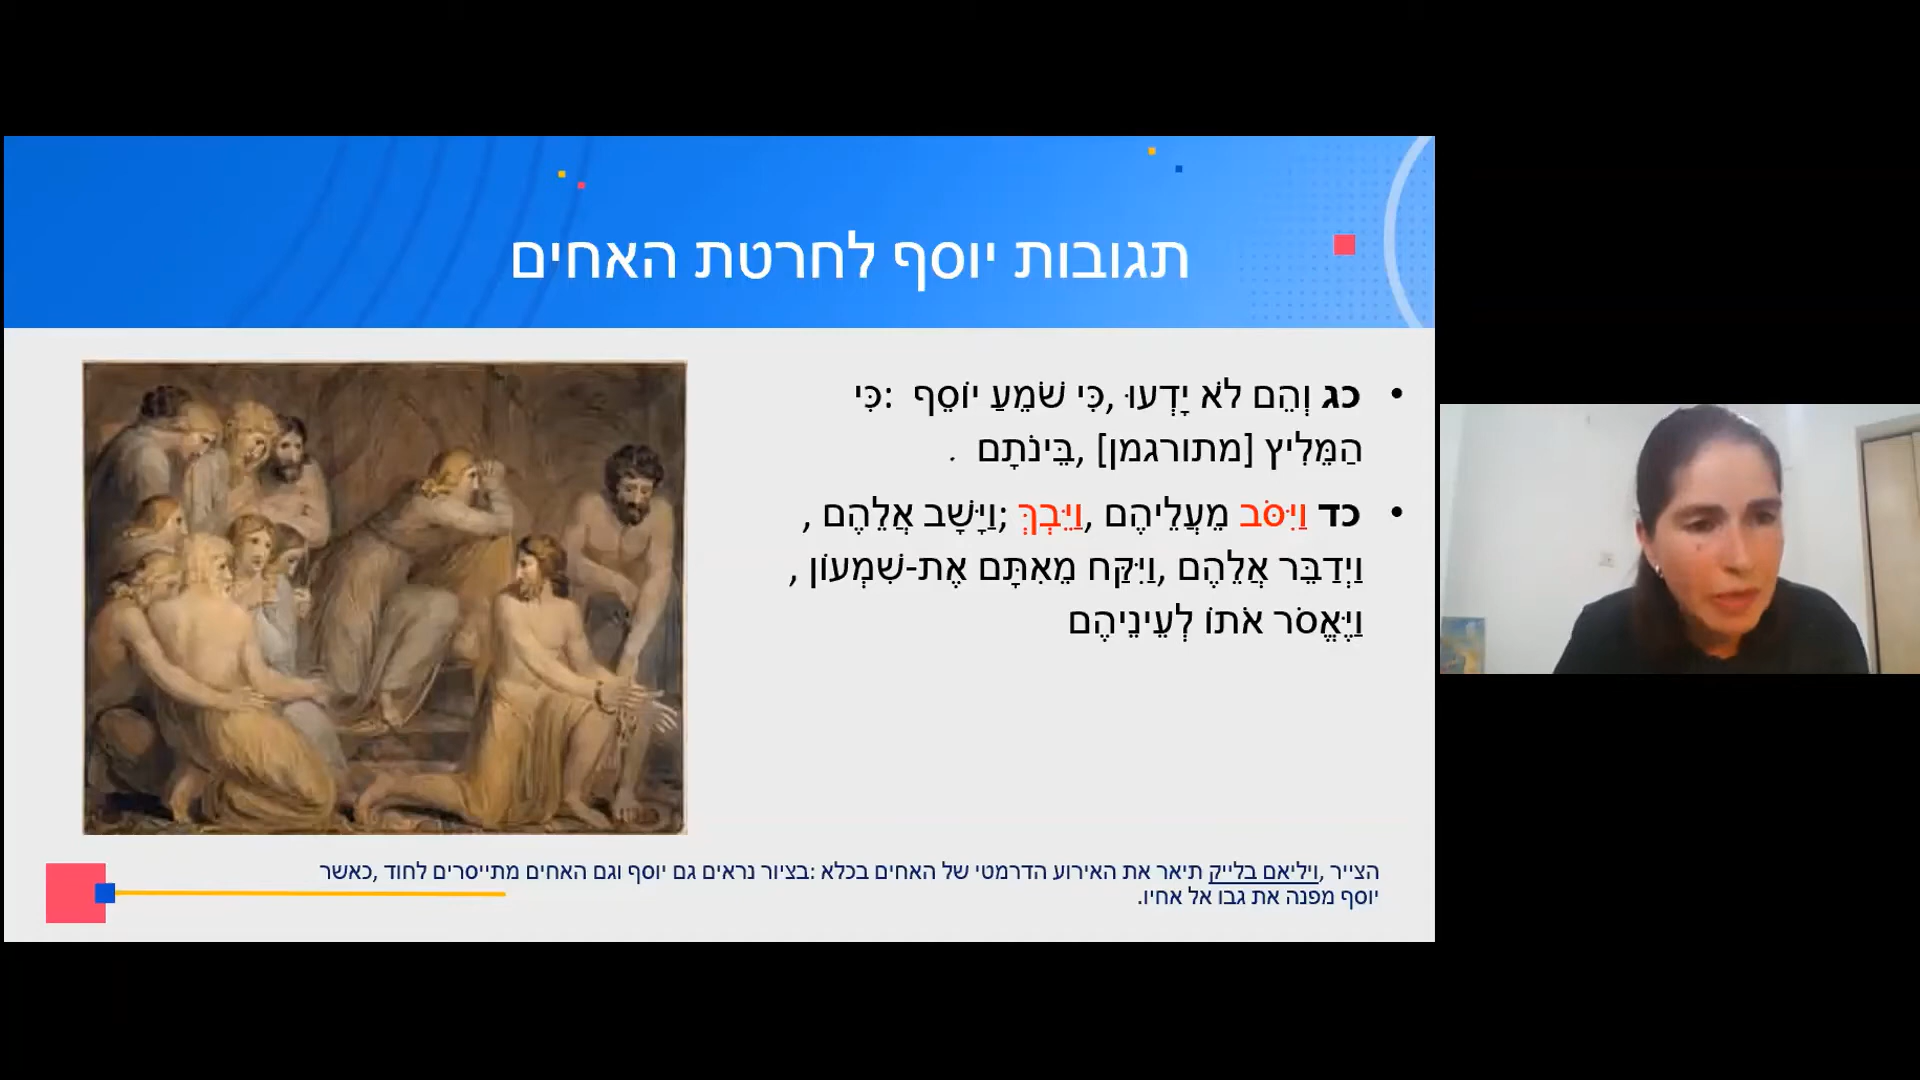 תגובות יוסף לחרטת האחים
• כג וְהֵם לֹא יָדְעוּ ,כִּי שֹׁמֵעַ יוֹסֵף :כִּי
הַמֵּלִיץ [מתורגמן] ,בֵּינֹתָם .
• כד וַיִּסֹּב מֵעֲלֵיהֶם ,וַיֵּבְךְּ ;וַיָּשָׁב אֲלֵהֶם ,
וַיְדַבֵּר אֲלֵהֶם ,וַיִּקַּח מֵאִתָּם אֶת-שִׁמְעוֹן ,
וַיֶּאֱסֹר אֹתוֹ לְעֵינֵיהֶם
הצייר ,ויליאם בלייק תיאר את האירוע הדרמטי של האחים בכלא :בציור נראים גם יוסף וגם האחים מתייסרים לחוד ,כאשר
יוסף מפנה את גבו אל אחיו.